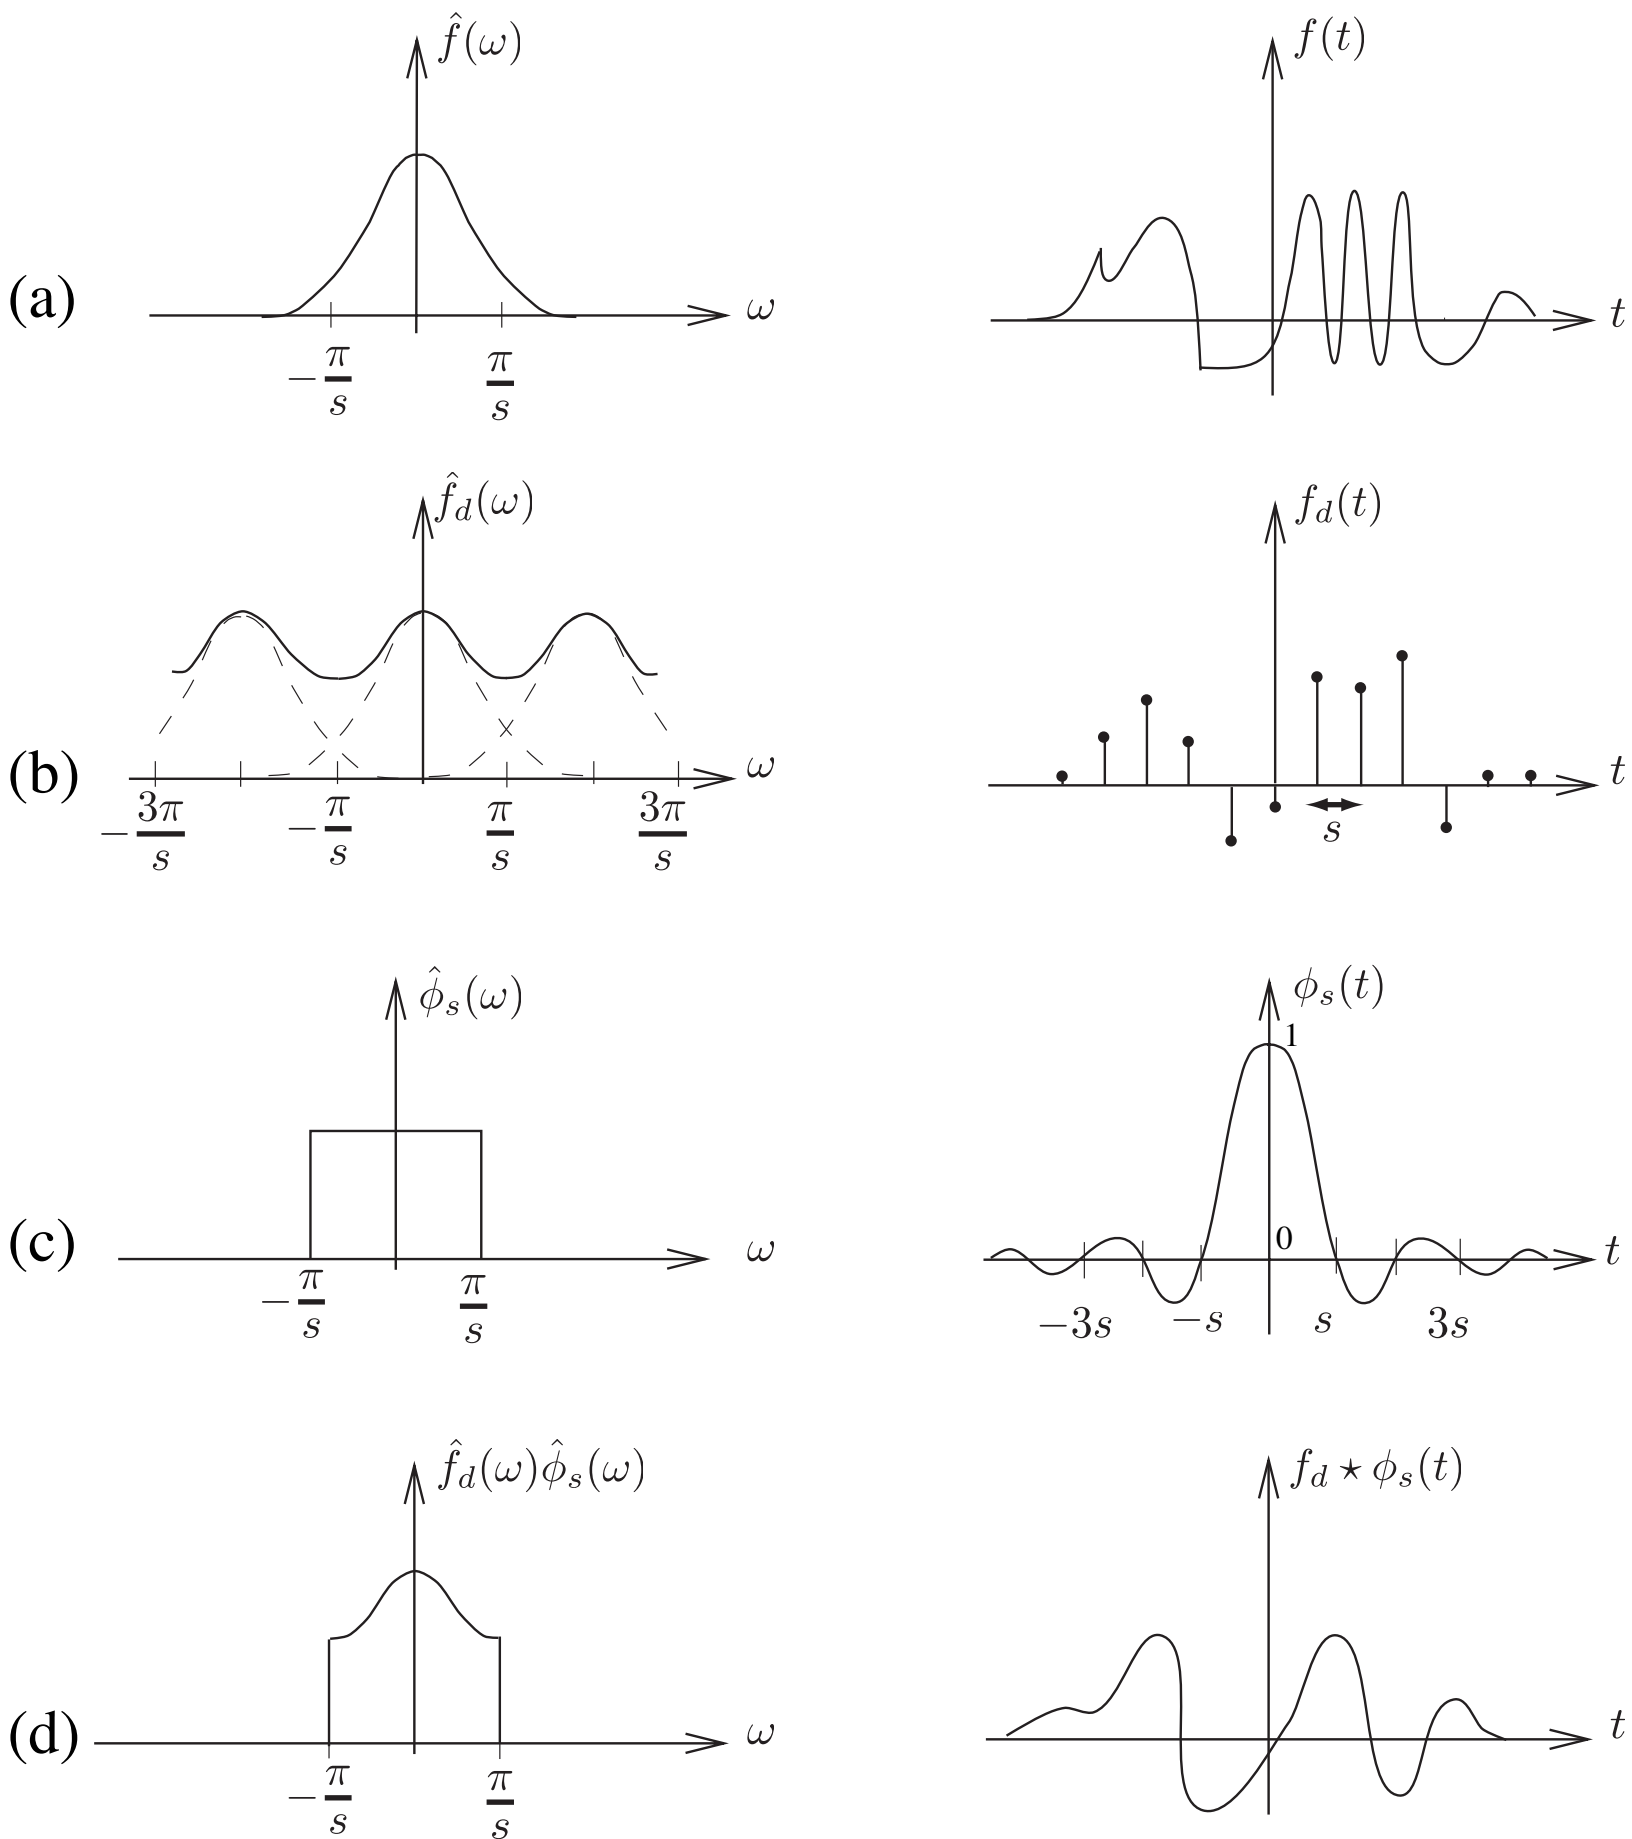 f̂(ω)
f(t)
(a)
ω
t
−π/s
π/s
f̂_d(ω)
f_d(t)
(b)
ω
t
−3π/s
−π/s
π/s
3π/s
s
ϕ̂_s(ω)
ϕ_s(t)
1
(c)
ω
0
t
−π/s
π/s
−3s
−s
s
3s
f̂_d(ω)ϕ̂_s(ω)
f_d ⋆ ϕ_s(t)
(d)
ω
t
−π/s
π/s